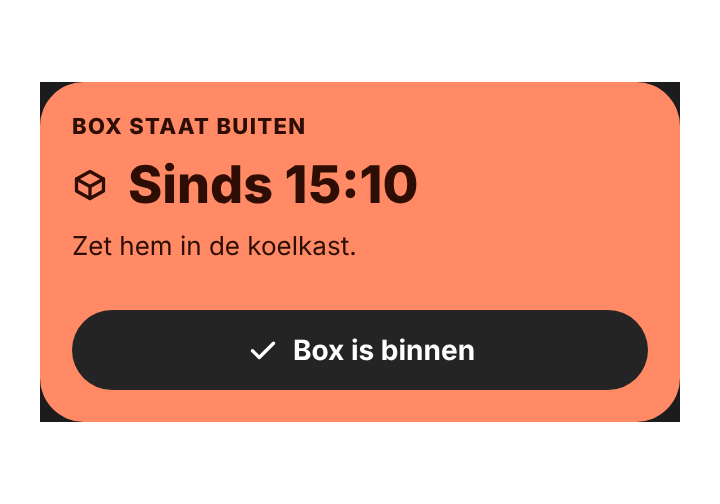 BOX STAAT BUITEN
Sinds 15:10
Zet hem in de koelkast.
Box is binnen